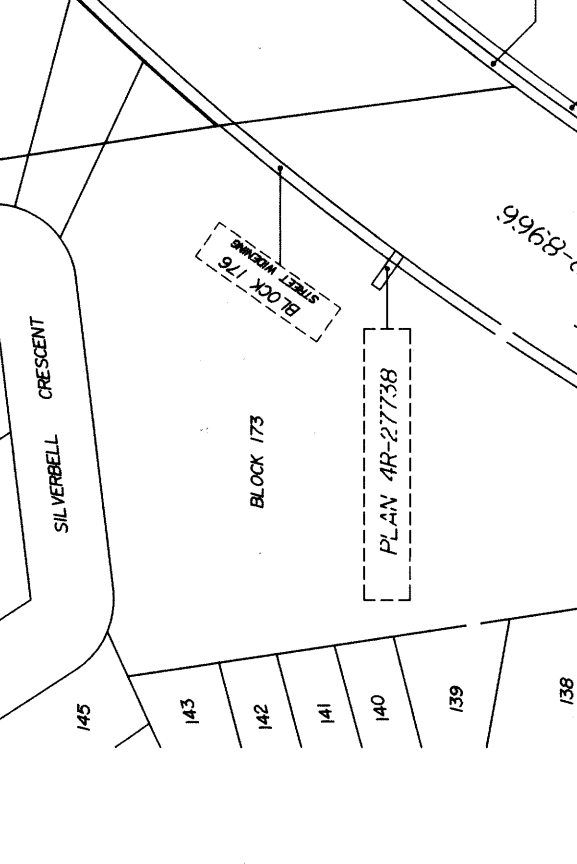 SILVERBELL CRESCENT
BLOCK 176
STREET WIDENING
BLOCK 173
PLAN 4R-27738
145
143
142
141
140
139
138